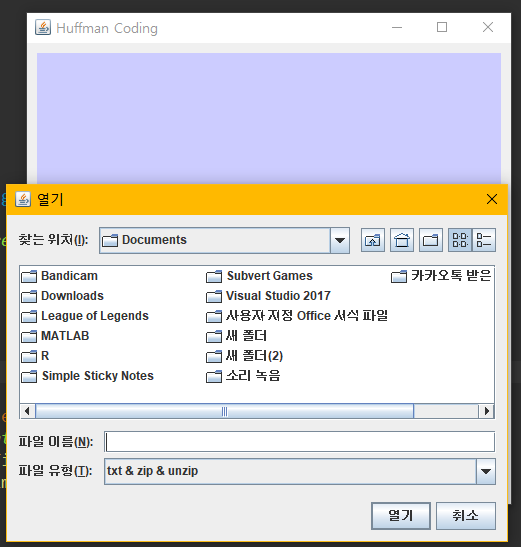 Huffman Coding
열기
찾는 위치(I):
Documents
Bandicam
Downloads
League of Legends
MATLAB
R
Simple Sticky Notes
Subvert Games
Visual Studio 2017
사용자 지정 Office 서식 파일
새 폴더
새 폴더(2)
소리 녹음
카카오톡 받은
파일 이름(N):
파일 유형(T):
txt & zip & unzip
열기
취소